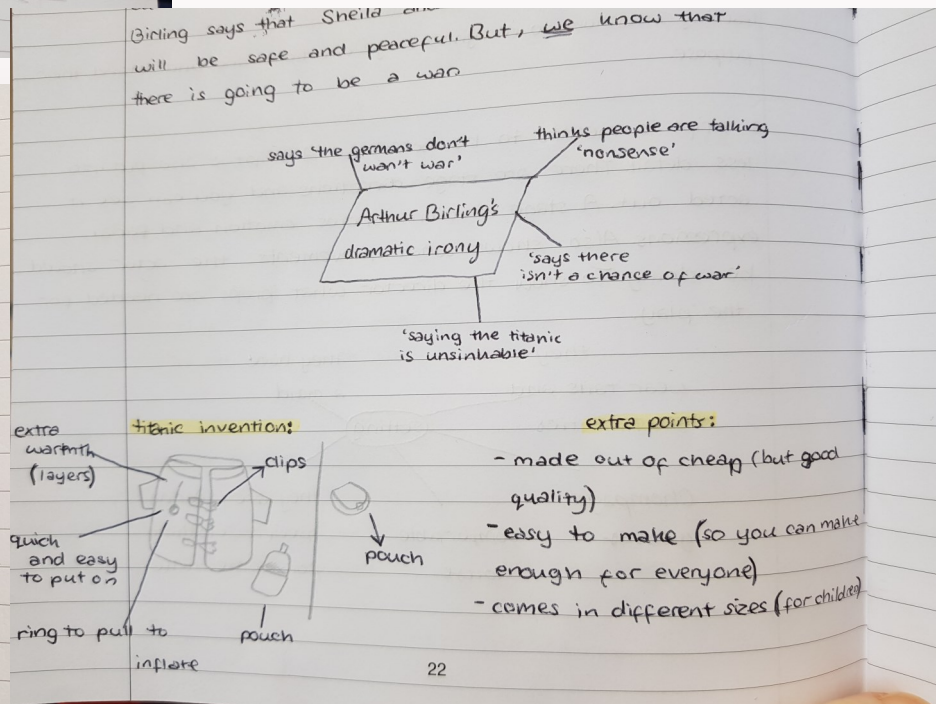 Birling says that Sheila
will be safe and peaceful. But, we know that
there is going to be a war
says 'the germans don't
wan't war'
thinks people are talking
'nonsense'
Arthur Birling's
dramatic irony
'says there
isn't a chance of war'
'saying the titanic
is unsinkable'
titanic invention:
extra
warmth
(layers)
clips
quick
and easy
to put on
ring to pull to
inflate
pouch
pouch
extra points:
- made out of cheap (but good
quality)
- easy to make (so you can make
enough for everyone)
- comes in different sizes (for children)
22